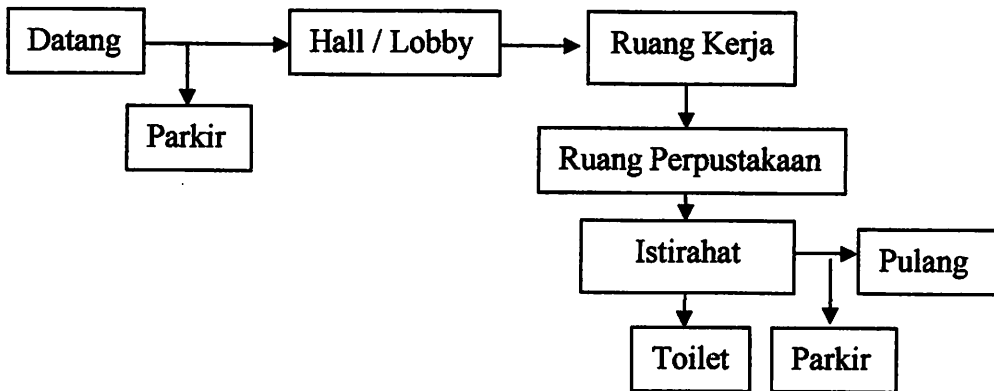 Datang
Hall / Lobby
Ruang Kerja
Parkir
Ruang Perpustakaan
Istirahat
Pulang
Toilet
Parkir